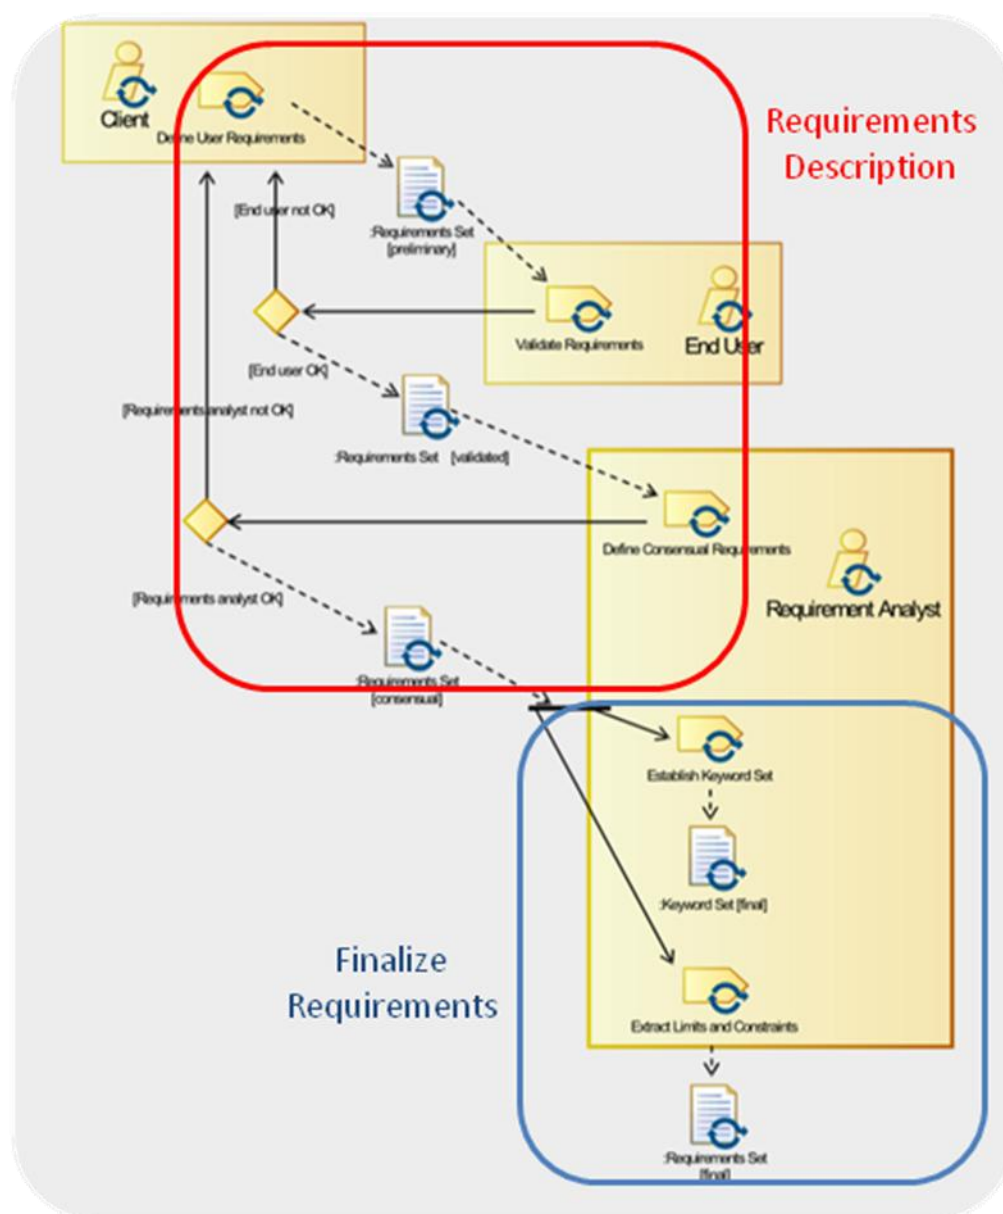 Client
Define User Requirements
Requirements
Description
[End user not OK]
:Requirements Set
[preliminary]
Validate Requirements
End User
[End user OK]
[Requirements analyst not OK]
:Requirements Set [validated]
Define Consensual Requirements
[Requirements analyst OK]
Requirement Analyst
:Requirements Set
[consensual]
Establish Keyword Set
:Keyword Set [final]
Finalize
Requirements
Extract Limits and Constraints
:Requirements Set
[final]